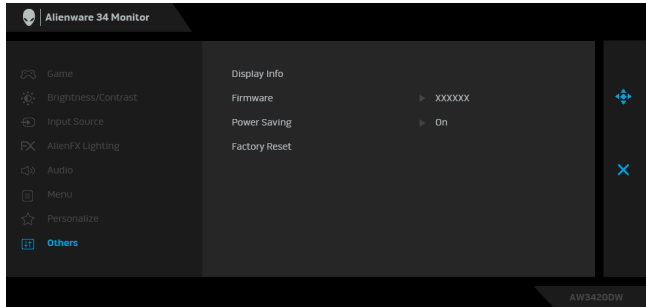 Alienware 34 Monitor
Game
Brightness/Contrast
Input Source
AlienFX Lighting
Audio
Menu
Personalize
Others
Display Info
Firmware XXXXXX
Power Saving On
Factory Reset
AW3420DW